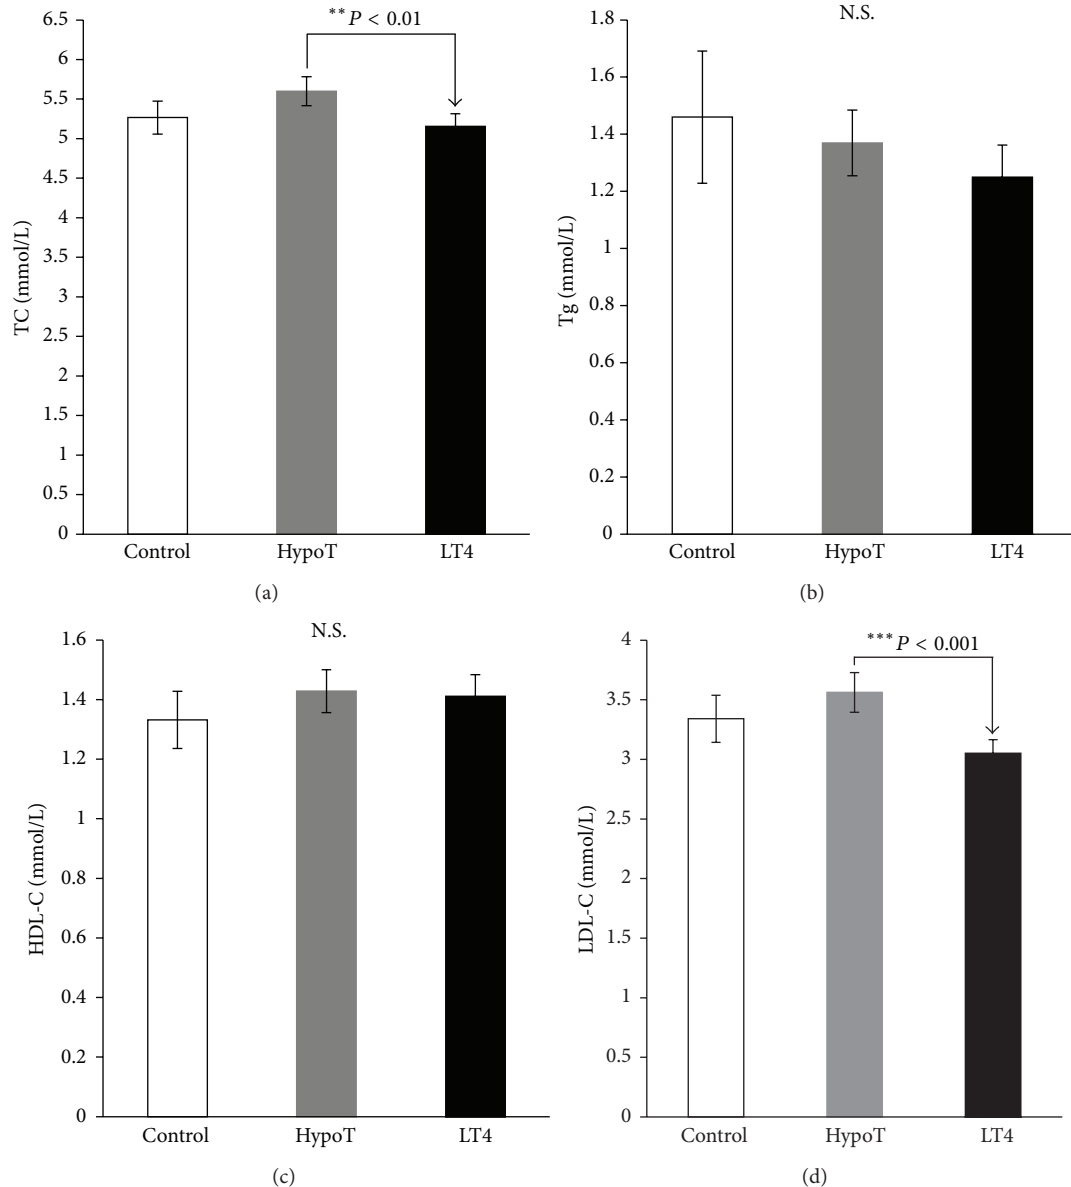 **P < 0.01
6.5
6
5.5
5
4.5
4
3.5
3
2.5
2
1.5
1
0.5
0
TC (mmol/L)
Control HypoT LT4
(a)
N.S.
1.8
1.6
1.4
1.2
1
0.8
0.6
0.4
0.2
0
Tg (mmol/L)
Control HypoT LT4
(b)
N.S.
1.6
1.4
1.2
1
0.8
0.6
0.4
0.2
0
HDL-C (mmol/L)
Control HypoT LT4
(c)
***P < 0.001
4
3.5
3
2.5
2
1.5
1
0.5
0
LDL-C (mmol/L)
Control HypoT LT4
(d)